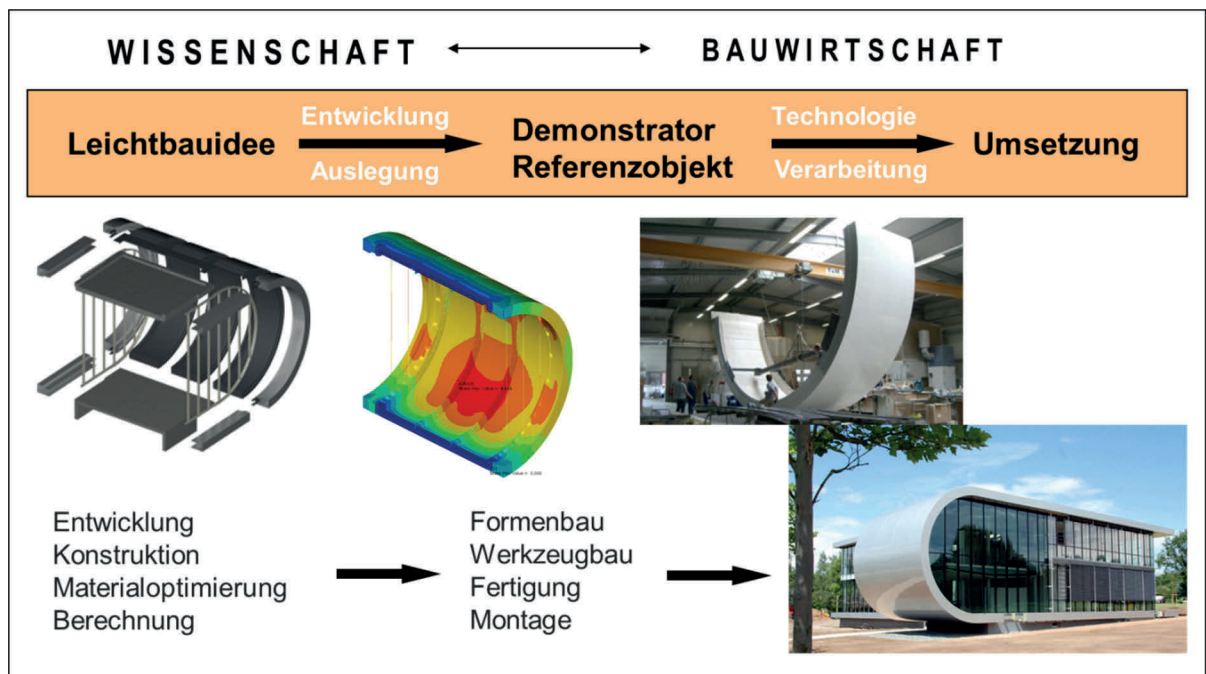 WISSENSCHAFT
BAUWIRTSCHAFT
Leichtbauidee
Entwicklung
Auslegung
Demonstrator
Referenzobjekt
Technologie
Verarbeitung
Umsetzung
Entwicklung
Konstruktion
Materialoptimierung
Berechnung
Formenbau
Werkzeugbau
Fertigung
Montage